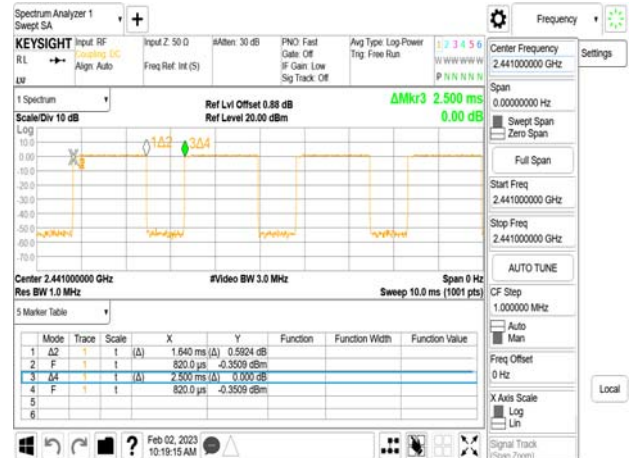 Spectrum Analyzer 1
Swept SA
Frequency
KEYSIGHT
RL
Input: RF
Coupling: DC
Align: Auto
Input Z: 50 Ω
Freq Ref: Int (S)
#Atten: 30 dB
PNO: Fast
Gate: Off
IF Gain: Low
Sig Track: Off
Avg Type: Log-Power
Trig: Free Run
1 2 3 4 5 6
W W W W W W
P N N N N N
Center Frequency
2.441000000 GHz
Settings
1 Spectrum
Scale/Div 10 dB
Ref Lvl Offset 0.88 dB
Ref Level 20.00 dBm
ΔMkr3 2.500 ms
0.00 dB
Span
0.00000000 Hz
Swept Span
Zero Span
Full Span
Log
10.0
0.00
-10.0
-20.0
-30.0
-40.0
-50.0
-60.0
-70.0
1Δ2
3Δ4
Start Freq
2.441000000 GHz
Stop Freq
2.441000000 GHz
AUTO TUNE
Center 2.441000000 GHz
Res BW 1.0 MHz
#Video BW 3.0 MHz
Span 0 Hz
Sweep 10.0 ms (1001 pts)
CF Step
1.000000 MHz
Auto
Man
5 Marker Table
Mode Trace Scale X Y Function Function Width Function Value
1 Δ2 1 t (Δ) 1.640 ms (Δ) 0.5924 dB
2 F 1 t 820.0 µs -0.3509 dBm
3 Δ4 1 t (Δ) 2.500 ms (Δ) 0.000 dB
4 F 1 t 820.0 µs -0.3509 dBm
5
6
Freq Offset
0 Hz
X Axis Scale
Log
Lin
Local
Signal Track
(Span Zoom)
?
Feb 02, 2023
10:19:15 AM